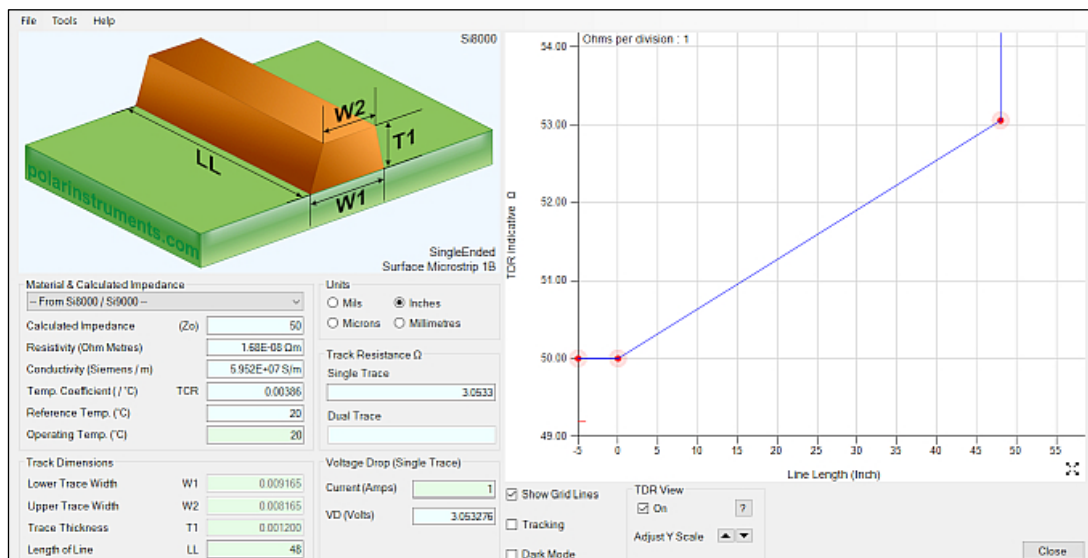 File Tools Help
Si8000
W2
T1
LL
W1
polarinstruments.com
SingleEnded
Surface Microstrip 1B
Material & Calculated Impedance
-- From Si8000 / Si9000 --
Calculated Impedance (Zo) 50
Resistivity (Ohm Metres) 1.68E-08 Ωm
Conductivity (Siemens / m) 5.952E+07 S/m
Temp. Coefficient ( / °C) TCR 0.00386
Reference Temp. (°C) 20
Operating Temp. (°C) 20
Track Dimensions
Lower Trace Width W1 0.009165
Upper Trace Width W2 0.008165
Trace Thickness T1 0.001200
Length of Line LL 48
Units
Mils Inches
Microns Millimetres
Track Resistance Ω
Single Trace
3.0533
Dual Trace
Voltage Drop (Single Trace)
Current (Amps) 1
VD (Volts) 3.053276
Ohms per division : 1
TDR Indicative Ω
54.00
53.00
52.00
51.00
50.00
49.00
-5 0 5 10 15 20 25 30 35 40 45 50 55
Line Length (Inch)
Show Grid Lines
Tracking
Dark Mode
TDR View
On ?
Adjust Y Scale
Close